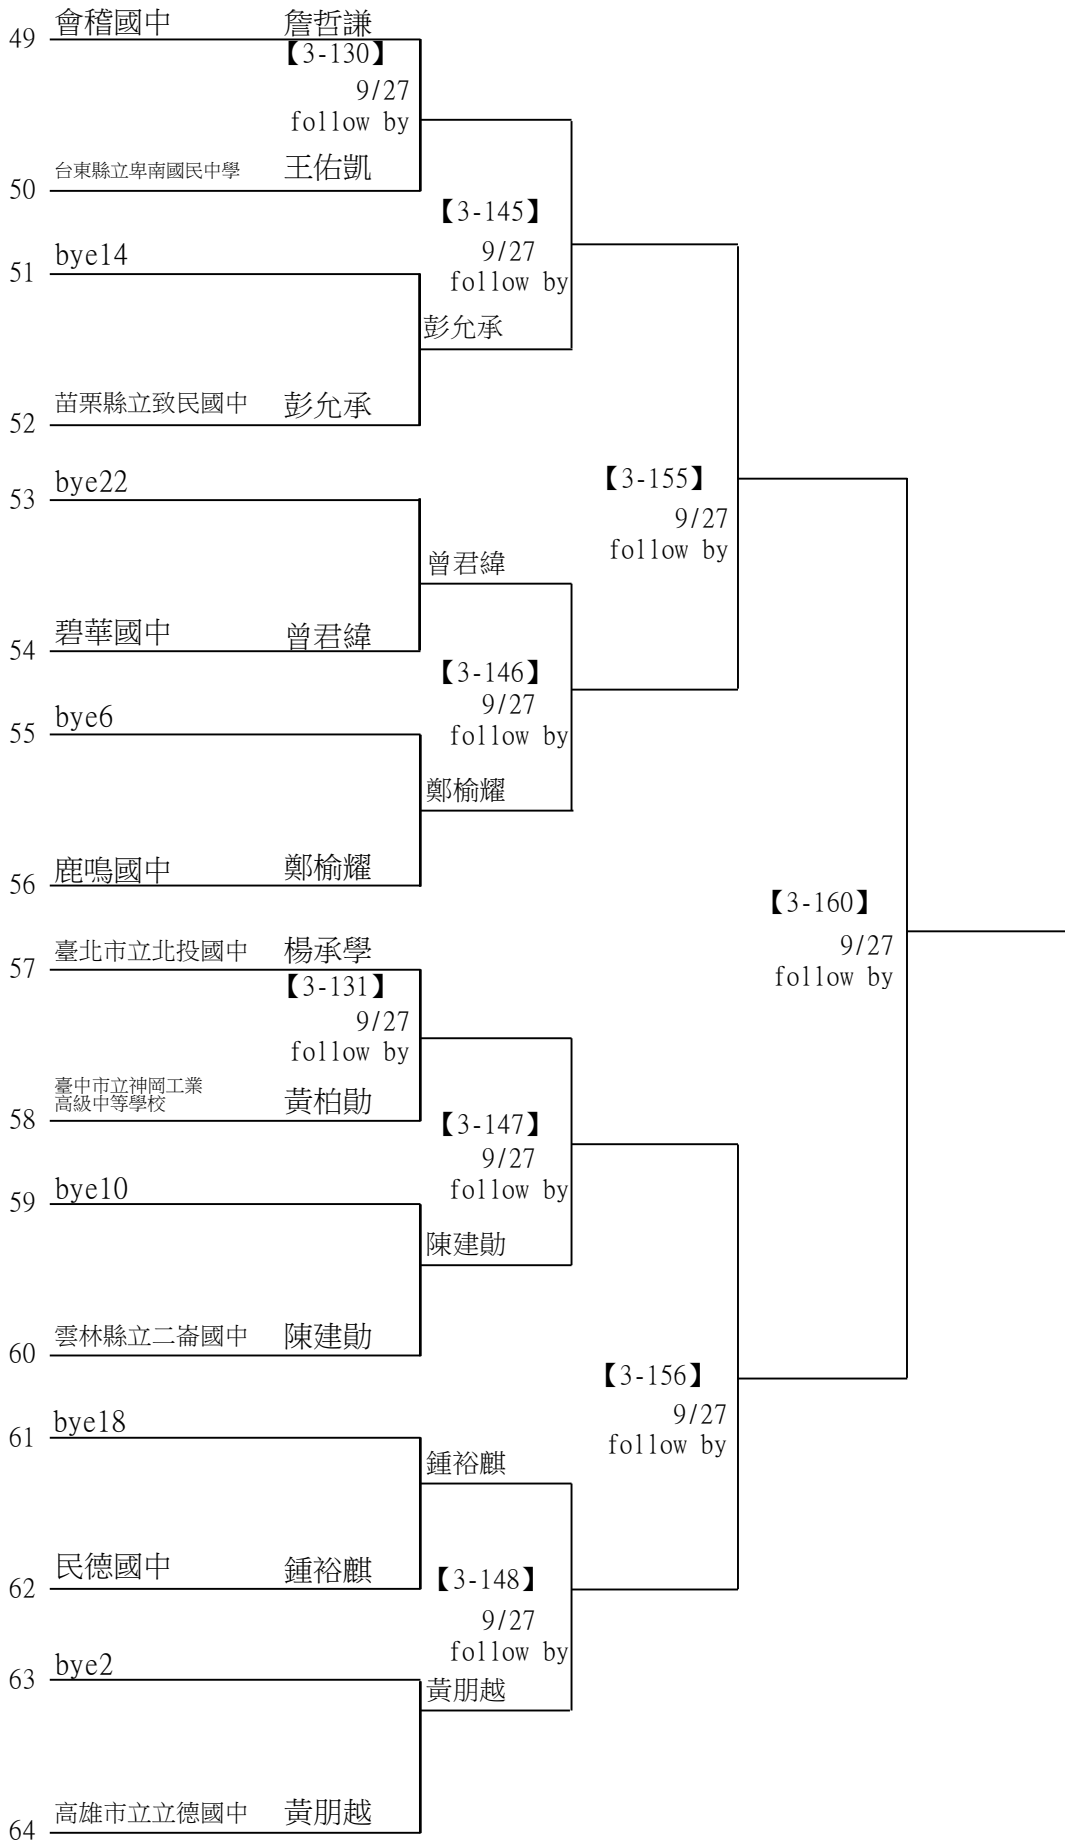 49 會稽國中 詹哲謙
【3-130】
9/27
follow by
50 台東縣立卑南國民中學 王佑凱
【3-145】
9/27
follow by
51 bye14
彭允承
52 苗栗縣立致民國中 彭允承
【3-155】
9/27
follow by
53 bye22
曾君緯
54 碧華國中 曾君緯
【3-146】
9/27
follow by
55 bye6
鄭榆耀
56 鹿鳴國中 鄭榆耀
【3-160】
9/27
follow by
57 臺北市立北投國中 楊承學
【3-131】
9/27
follow by
臺中市立神岡工業
58 高級中等學校 黃柏勛
【3-147】
9/27
follow by
59 bye10
陳建勛
60 雲林縣立二崙國中 陳建勛
【3-156】
9/27
follow by
61 bye18
鍾裕麒
62 民德國中 鍾裕麒
【3-148】
9/27
follow by
63 bye2
黃朋越
64 高雄市立立德國中 黃朋越